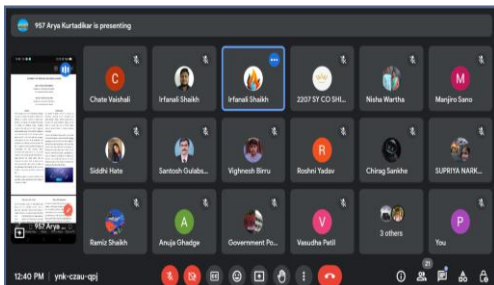 957 Arya Kurtadikar is presenting
C
Chate Vaishali
Irfanali Shaikh
Irfanali Shaikh
2207 SY CO SHI...
Nisha Wartha
M
Manjiro Sano
Siddhi Hate
Santosh Gulabs...
Vighnesh Birru
R
Roshni Yadav
Chirag Sankhe
SUPRIYA NARK...
957 Arya ...
Ramiz Shaikh
A
Anuja Ghadge
Government Po...
V
Vasudha Patil
3 others
P
You
21
12:40 PM | ynk-czau-qpj